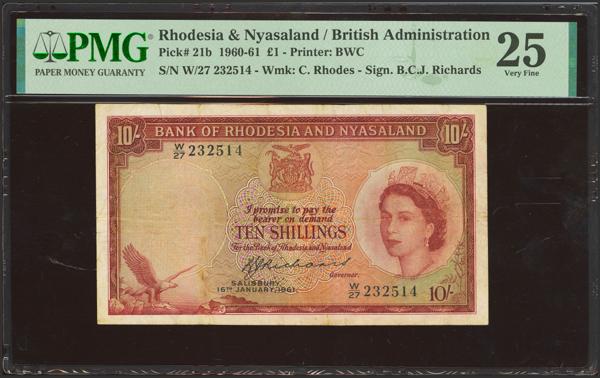 PMG
PAPER MONEY GUARANTY
Rhodesia & Nyasaland / British Administration
Pick# 21b 1960-61 £1 - Printer: BWC
S/N W/27 232514 - Wmk: C. Rhodes - Sign. B.C.J. Richards
25
Very Fine
10/-
BANK OF RHODESIA AND NYASALAND
10/-
W/27 232514
I promise to pay the
bearer on demand
TEN SHILLINGS
For the Bank of Rhodesia and Nyasaland
BCJRichards
Governor.
SALISBURY,
16TH JANUARY, 1961
W/27 232514
10/-